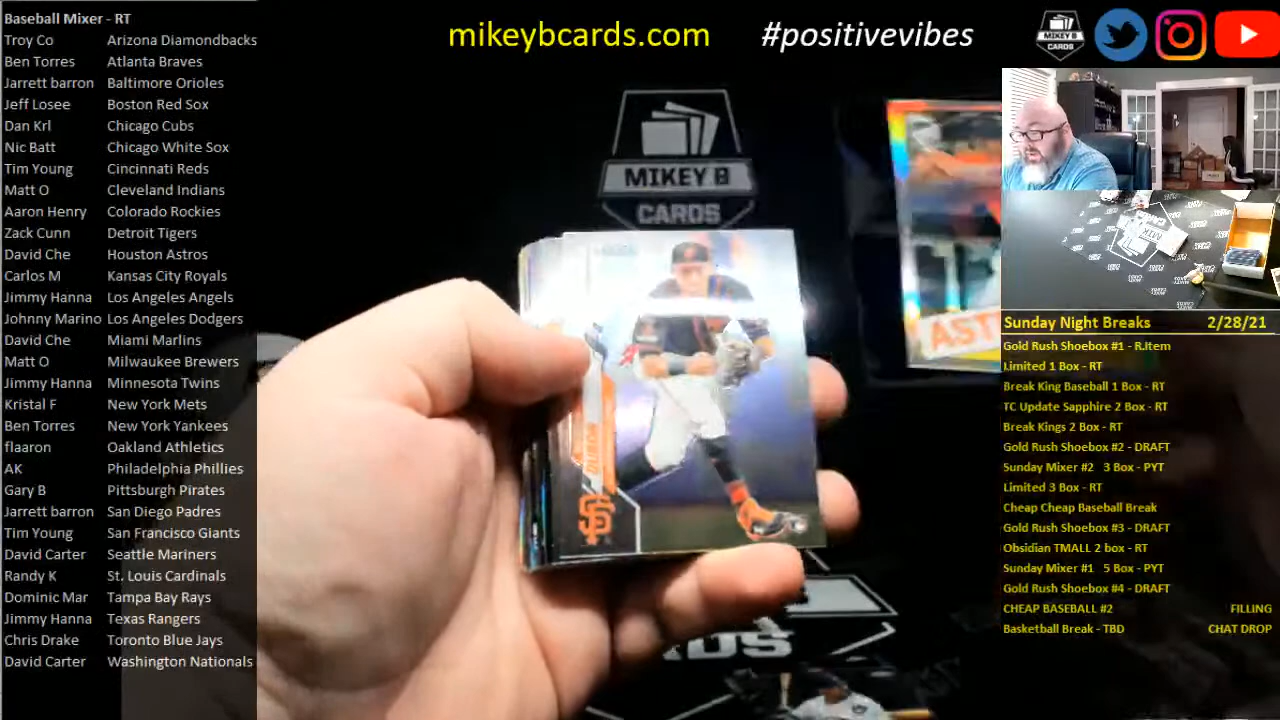 Baseball Mixer - RT
Troy Co Arizona Diamondbacks
Ben Torres Atlanta Braves
Jarrett barron Baltimore Orioles
Jeff Losee Boston Red Sox
Dan Krl Chicago Cubs
Nic Batt Chicago White Sox
Tim Young Cincinnati Reds
Matt O Cleveland Indians
Aaron Henry Colorado Rockies
Zack Cunn Detroit Tigers
David Che Houston Astros
Carlos M Kansas City Royals
Jimmy Hanna Los Angeles Angels
Johnny Marino Los Angeles Dodgers
David Che Miami Marlins
Matt O Milwaukee Brewers
Jimmy Hanna Minnesota Twins
Kristal F New York Mets
Ben Torres New York Yankees
flaaron Oakland Athletics
AK Philadelphia Phillies
Gary B Pittsburgh Pirates
Jarrett barron San Diego Padres
Tim Young San Francisco Giants
David Carter Seattle Mariners
Randy K St. Louis Cardinals
Dominic Mar Tampa Bay Rays
Jimmy Hanna Texas Rangers
Chris Drake Toronto Blue Jays
David Carter Washington Nationals
mikeybcards.com #positivevibes
MIKEY B
CARDS
MIKEY B
CARDS
AST
SF
Sunday Night Breaks 2/28/21
Gold Rush Shoebox #1 - R.Item
Limited 1 Box - RT
Break King Baseball 1 Box - RT
TC Update Sapphire 2 Box - RT
Break Kings 2 Box - RT
Gold Rush Shoebox #2 - DRAFT
Sunday Mixer #2 3 Box - PYT
Limited 3 Box - RT
Cheap Cheap Baseball Break
Gold Rush Shoebox #3 - DRAFT
Obsidian TMALL 2 box - RT
Sunday Mixer #1 5 Box - PYT
Gold Rush Shoebox #4 - DRAFT
CHEAP BASEBALL #2 FILLING
Basketball Break - TBD CHAT DROP